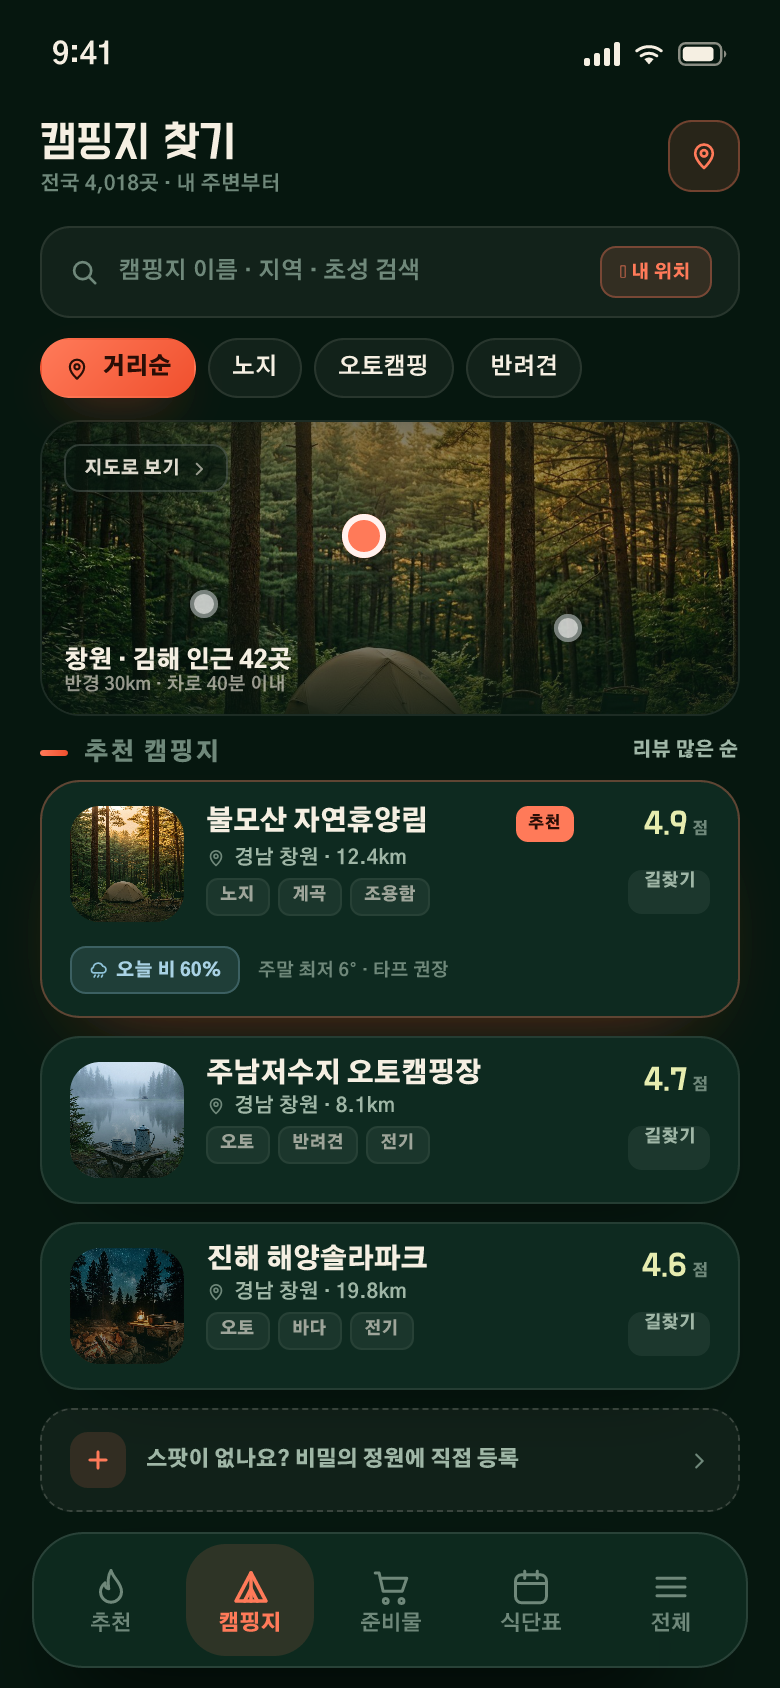 9:41
캠핑지 찾기
전국 4,018곳 · 내 주변부터
캠핑지 이름 · 지역 · 초성 검색
내 위치
거리순
노지
오토캠핑
반려견
지도로 보기
창원 · 김해 인근 42곳
반경 30km · 차로 40분 이내
추천 캠핑지
리뷰 많은 순
불모산 자연휴양림
추천
4.9점
경남 창원 · 12.4km
노지
계곡
조용함
길찾기
오늘 비 60%
주말 최저 6° · 타프 권장
주남저수지 오토캠핑장
4.7점
경남 창원 · 8.1km
오토
반려견
전기
길찾기
진해 해양솔라파크
4.6점
경남 창원 · 19.8km
오토
바다
전기
길찾기
스팟이 없나요? 비밀의 정원에 직접 등록
추천
캠핑지
준비물
식단표
전체